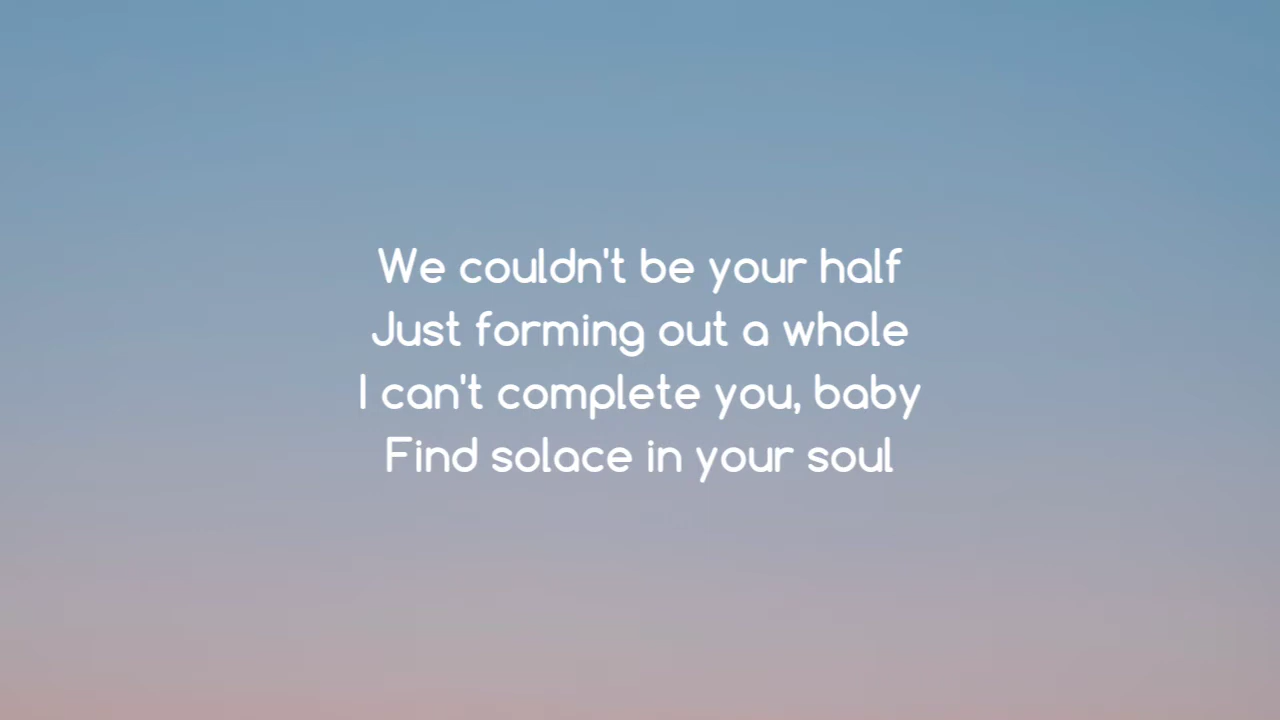 We couldn't be your half
Just forming out a whole
I can't complete you, baby
Find solace in your soul